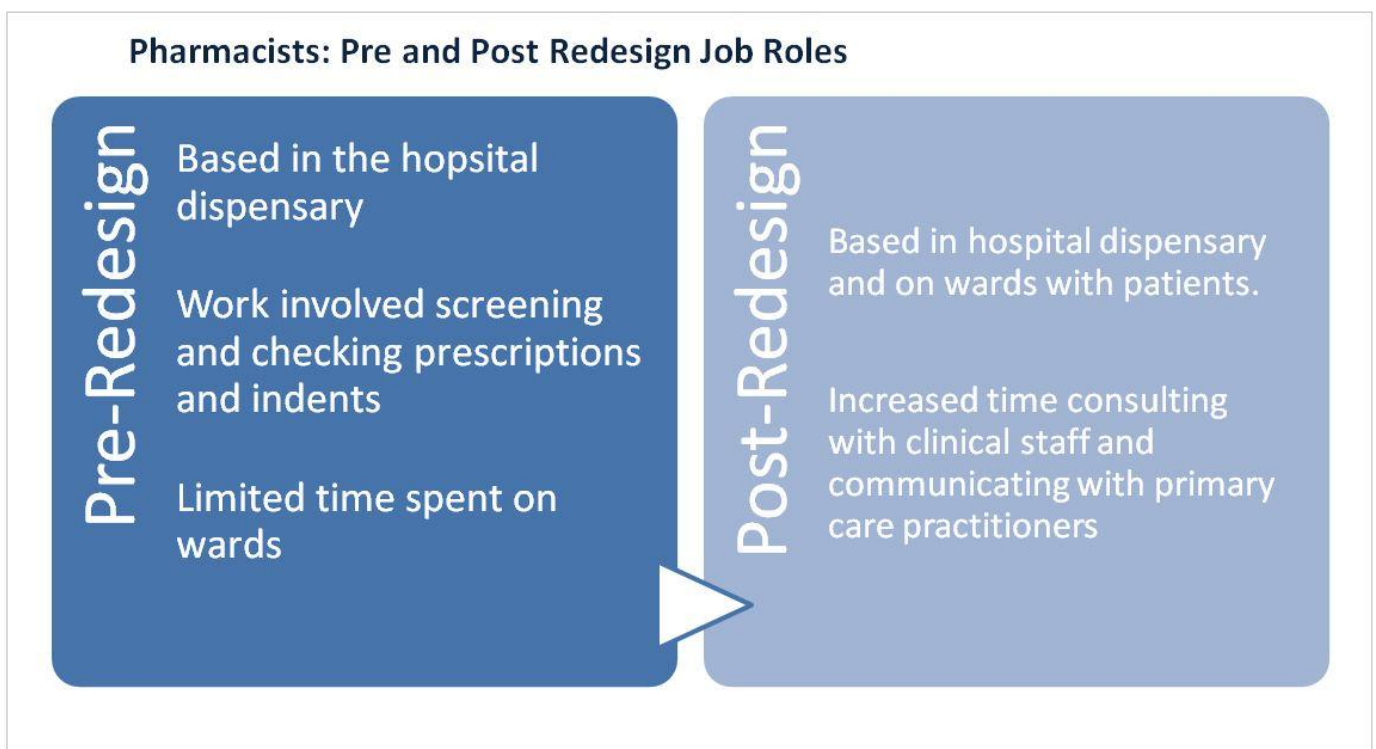 Pharmacists: Pre and Post Redesign Job Roles
Pre-Redesign
Based in the hopsital
dispensary
Work involved screening
and checking prescriptions
and indents
Limited time spent on
wards
Post-Redesign
Based in hospital dispensary
and on wards with patients.
Increased time consulting
with clinical staff and
communicating with primary
care practitioners